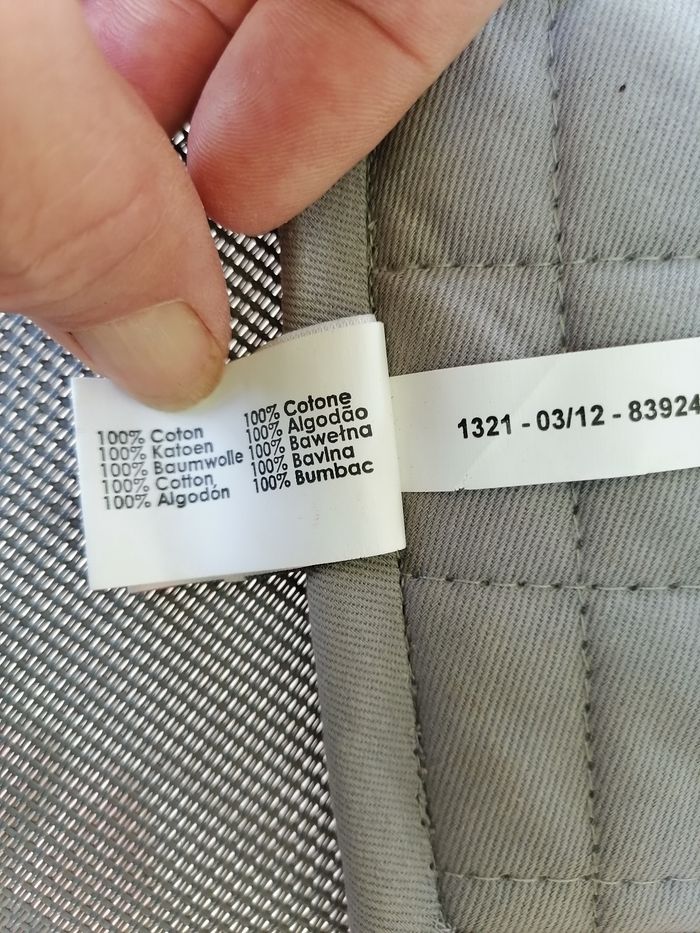 100% Coton
100% Katoen
100% Baumwolle
100% Cotton
100% Algodón
100% Cotone
100% Algodão
100% Bawełna
100% Bavlna
100% Bumbac
1321 - 03/12 - 83924